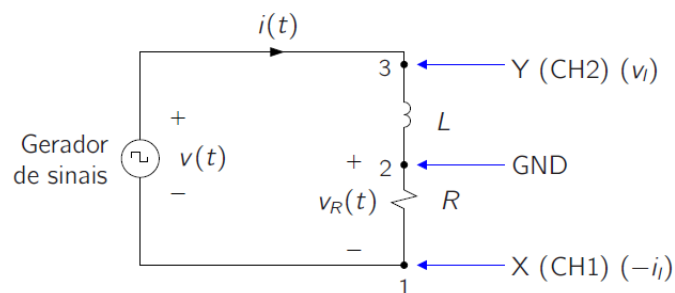 i(t)
3
Y (CH2) (v_l)
+
L
Gerador
de sinais
v(t)
+
2
GND
−
v_R(t)
R
−
X (CH1) (−i_l)
1